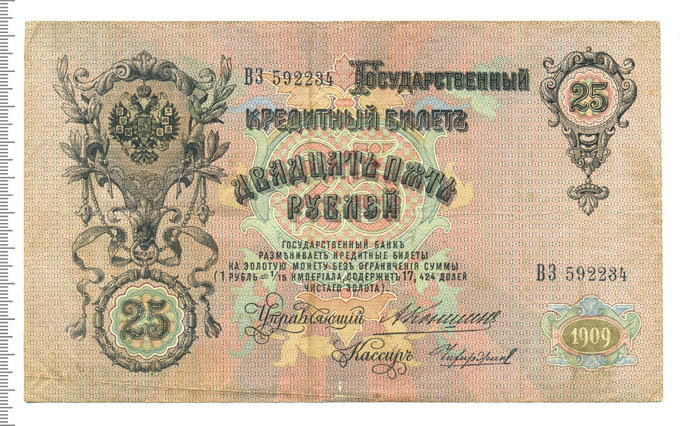 ВЗ 592234
Государственный
25
кредитный билетъ
двадцать пять
рублей
государственный банкъ
размѣниваетъ кредитные билеты
на золотую монету безъ ограниченія суммы
(1 рубль = 1/15 имперіала, содержитъ 17,424 долей
чистаго золота).
ВЗ 592234
25
Управляющій
1909
Кассиръ